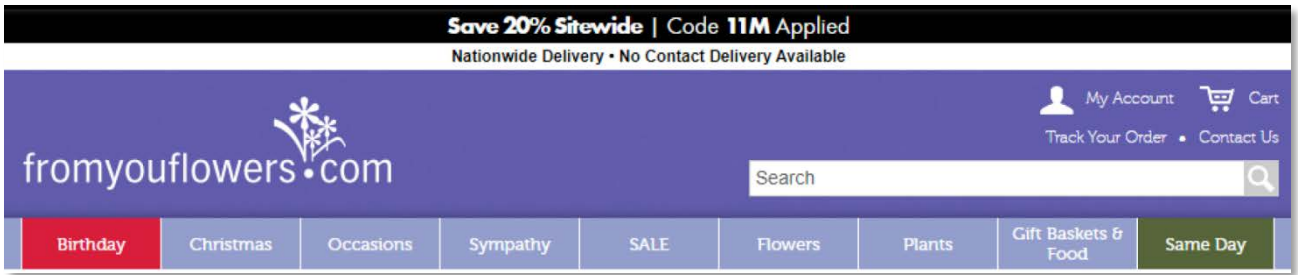 Save 20% Sitewide | Code 11M Applied
Nationwide Delivery • No Contact Delivery Available
My Account Cart
Track Your Order • Contact Us
fromyouflowers.com
Search
Birthday Christmas Occasions Sympathy SALE Flowers Plants Gift Baskets & Food Same Day